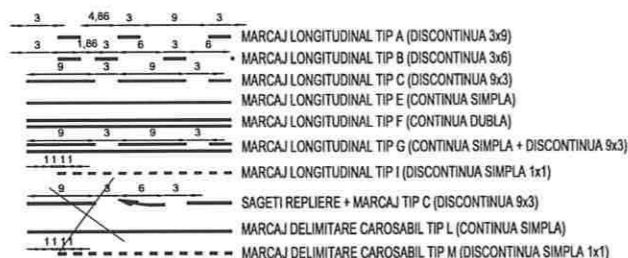 4,86 3 9 3
MARCAJ LONGITUDINAL TIP A (DISCONTINUA 3x9)
3 1,86 3 6 3 6
MARCAJ LONGITUDINAL TIP B (DISCONTINUA 3x6)
9 3 9 3
MARCAJ LONGITUDINAL TIP C (DISCONTINUA 9x3)
MARCAJ LONGITUDINAL TIP E (CONTINUA SIMPLA)
MARCAJ LONGITUDINAL TIP F (CONTINUA DUBLA)
9 3 9 3
MARCAJ LONGITUDINAL TIP G (CONTINUA SIMPLA + DISCONTINUA 9x3)
1 1 1 1
MARCAJ LONGITUDINAL TIP I (DISCONTINUA SIMPLA 1x1)
9 3 6 3
SAGETI REPLIERE + MARCAJ TIP C (DISCONTINUA 9x3)
MARCAJ DELIMITARE CAROSABIL TIP L (CONTINUA SIMPLA)
1 1 1 1
MARCAJ DELIMITARE CAROSABIL TIP M (DISCONTINUA SIMPLA 1x1)